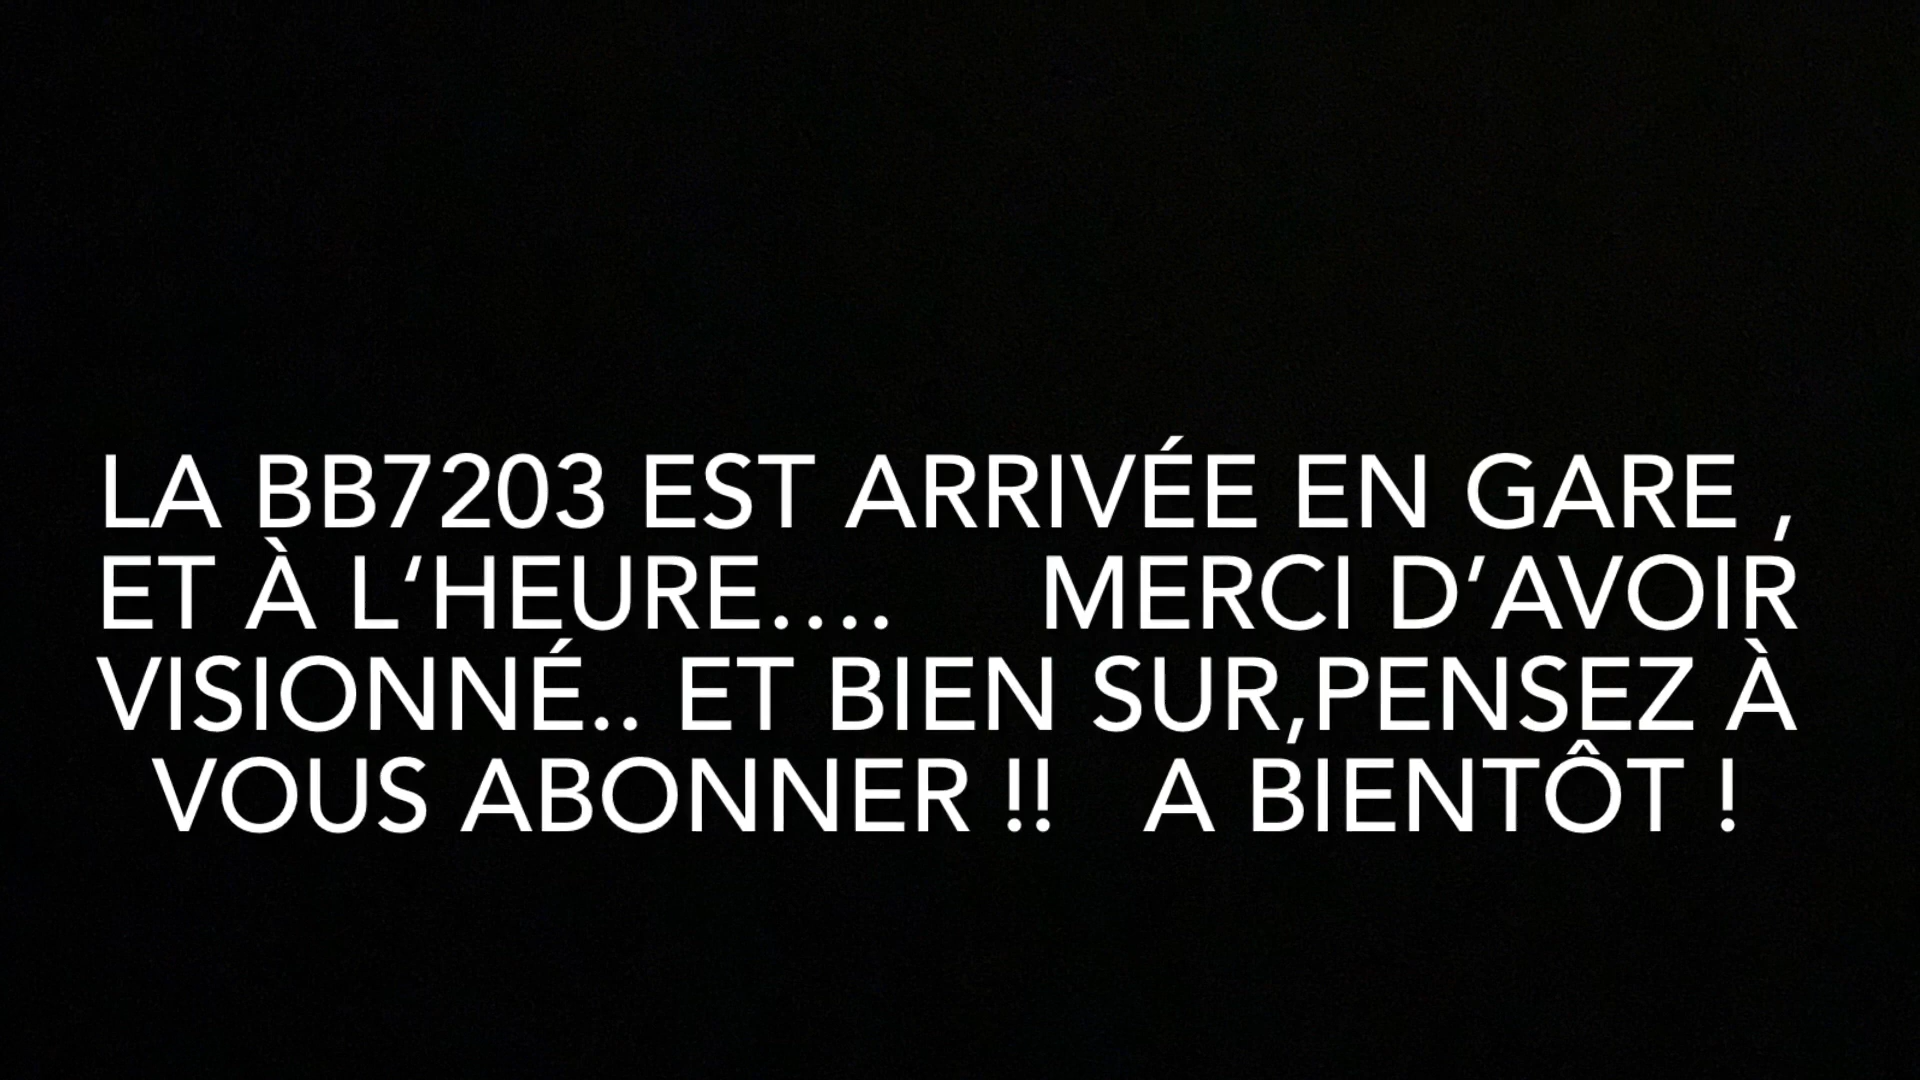 LA BB7203 EST ARRIVÉE EN GARE ,
ET À L‘HEURE.... MERCI D’AVOIR
VISIONNÉ.. ET BIEN SUR,PENSEZ À
VOUS ABONNER !! A BIENTÔT !